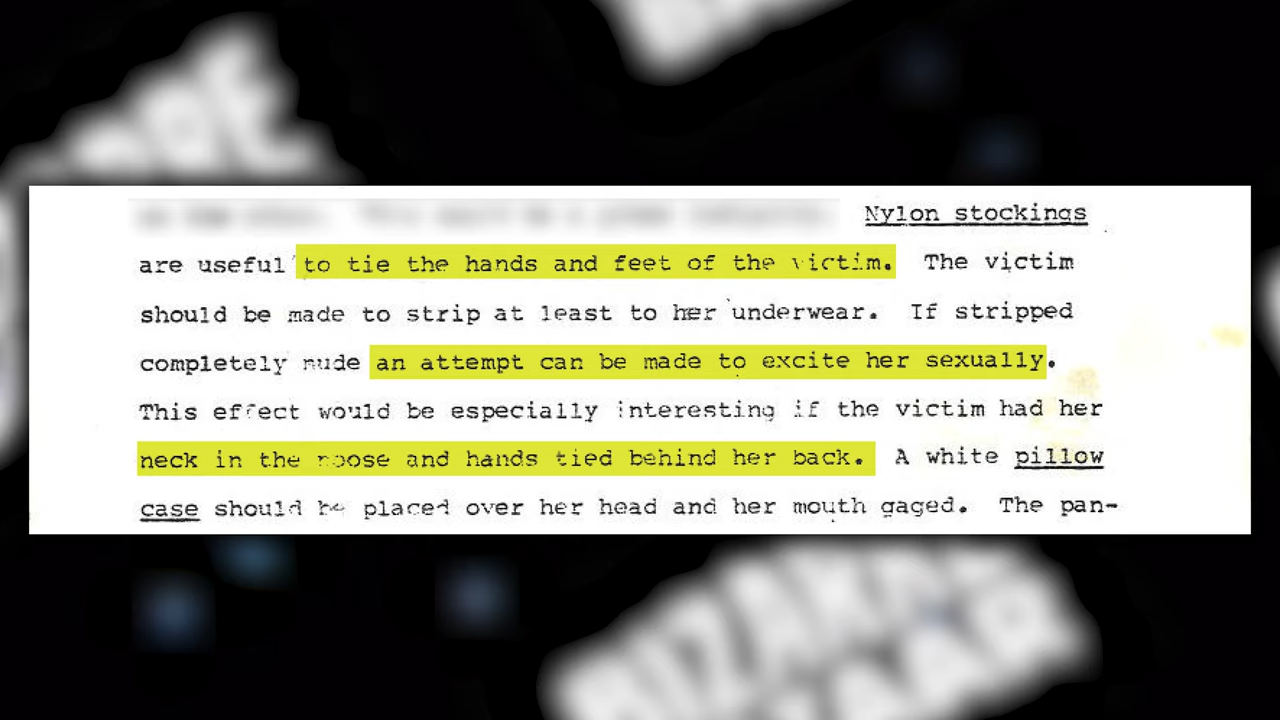 Nylon stockings
are useful to tie the hands and feet of the victim. The victim
should be made to strip at least to her underwear. If stripped
completely nude an attempt can be made to excite her sexually.
This effect would be especially interesting if the victim had her
neck in the noose and hands tied behind her back. A white pillow
case should be placed over her head and her mouth gaged. The pan-